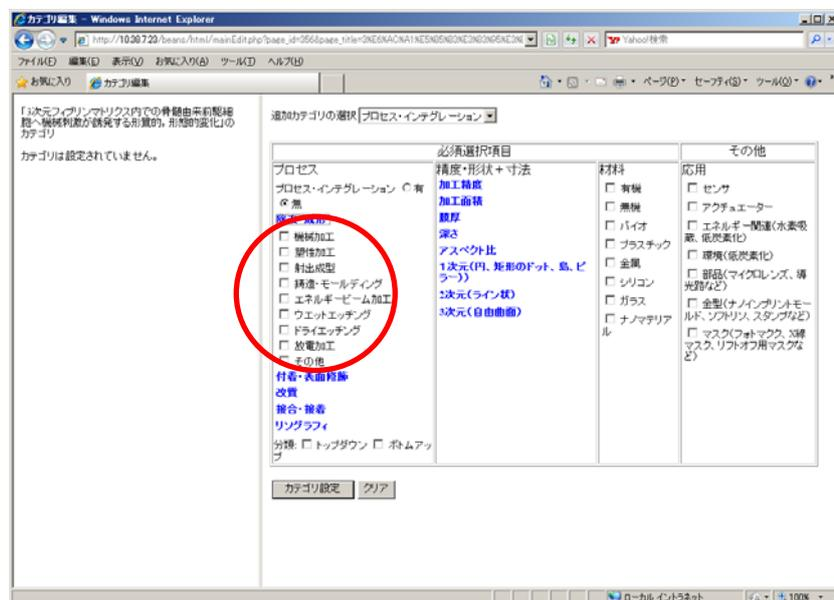 カテゴリ編集 - Windows Internet Explorer
ファイル(F) 編集(E) 表示(V) お気に入り(A) ツール(T) ヘルプ(H)
お気に入り カテゴリ編集
ページ(P) セーフティ(S) ツール(O)
Yahoo!検索
「3次元フィブリンマトリクス内での骨髄由来前駆細
胞へ機械刺激が誘発する形質的，形態的変化」の
カテゴリ
カテゴリは設定されていません。
追加カテゴリの選択 プロセス・インテグレーション
必須選択項目 その他
プロセス
プロセス・インテグレーション 有
無
除去・成形
機械加工
塑性加工
射出成型
鋳造・モールディング
エネルギービーム加工
ウエットエッチング
ドライエッチング
放電加工
その他
付着・表面修飾
改質
接合・接着
リソグラフィ
分類: トップダウン ボトムアッ
プ
精度・形状＋寸法
加工精度
加工面積
膜厚
深さ
アスペクト比
1次元(円、矩形のドット、島、ピ
ラー))
2次元(ライン状)
3次元(自由曲面)
材料
有機
無機
バイオ
プラスチック
金属
シリコン
ガラス
ナノマテリア
ル
応用
センサ
アクチュエーター
エネルギー関連(水素吸
蔵、低炭素化)
環境(低炭素化)
部品(マイクロレンズ、導
光路など)
金型(ナノインプリントモー
ルド、ソフトリソ、スタンプなど)
マスク(フォトマクク、X線
マスク、リフトオフ用マスクな
ど)
カテゴリ設定 クリア
ローカル イントラネット 100%